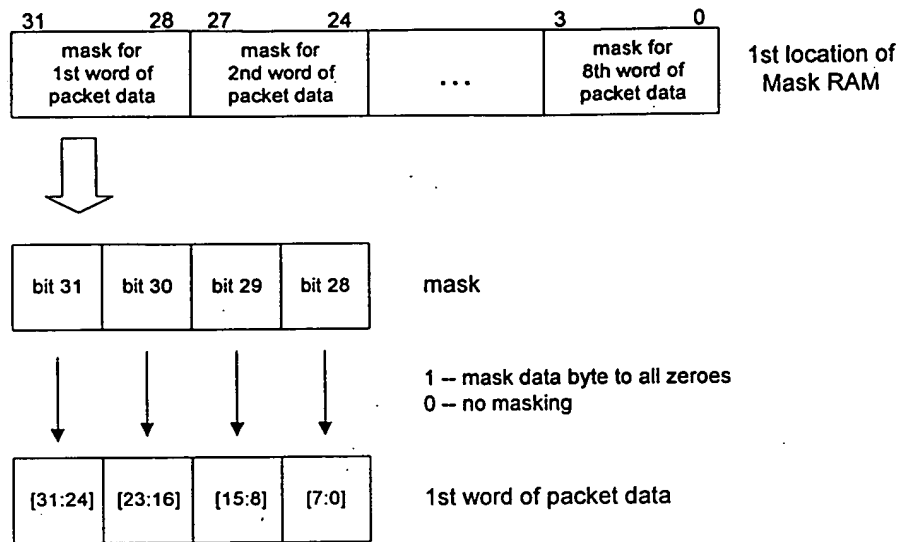 31 28 27 24 3 0
mask for
1st word of
packet data
mask for
2nd word of
packet data
...
mask for
8th word of
packet data
1st location of
Mask RAM
bit 31 bit 30 bit 29 bit 28 mask
1 -- mask data byte to all zeroes
0 -- no masking
[31:24] [23:16] [15:8] [7:0] 1st word of packet data